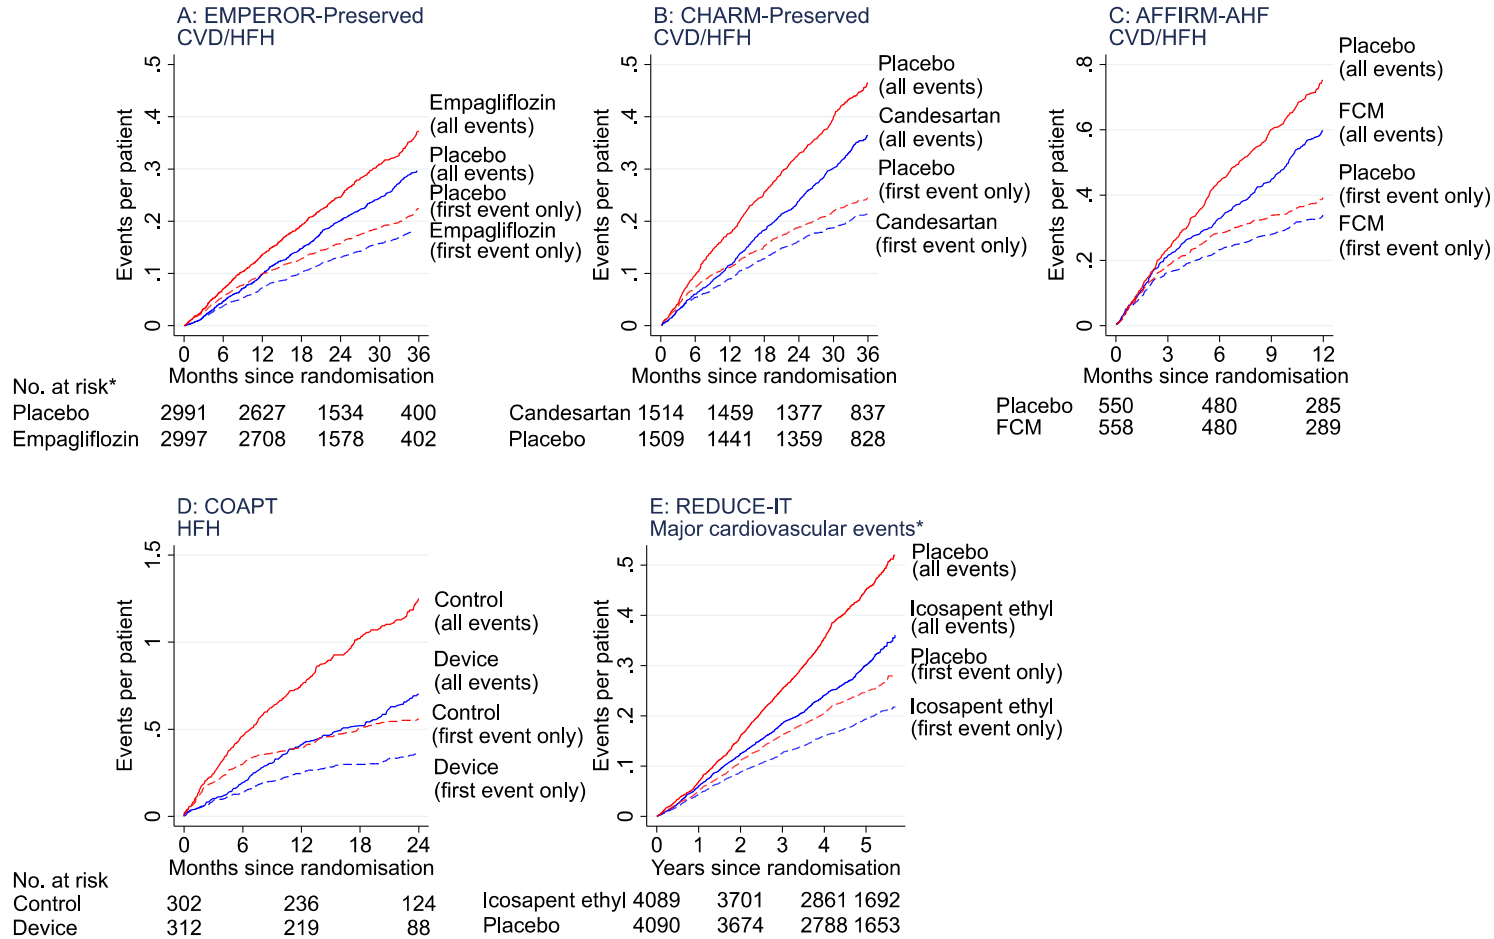 A: EMPEROR-Preserved
CVD/HFH
Events per patient
.5
.4
.3
.2
.1
0
Empagliflozin
(all events)
Placebo
(all events)
Placebo
(first event only)
Empagliflozin
(first event only)
0 6 12 18 24 30 36
Months since randomisation
No. at risk*
Placebo 2991 2627 1534 400
Empagliflozin 2997 2708 1578 402
B: CHARM-Preserved
CVD/HFH
Events per patient
.5
.4
.3
.2
.1
0
Placebo
(all events)
Candesartan
(all events)
Placebo
(first event only)
Candesartan
(first event only)
0 6 12 18 24 30 36
Months since randomisation
Candesartan 1514 1459 1377 837
Placebo 1509 1441 1359 828
C: AFFIRM-AHF
CVD/HFH
Events per patient
.8
.6
.4
.2
0
Placebo
(all events)
FCM
(all events)
Placebo
(first event only)
FCM
(first event only)
0 3 6 9 12
Months since randomisation
Placebo 550 480 285
FCM 558 480 289
D: COAPT
HFH
Events per patient
1.5
1
.5
0
Control
(all events)
Device
(all events)
Control
(first event only)
Device
(first event only)
0 6 12 18 24
Months since randomisation
No. at risk
Control 302 236 124
Device 312 219 88
E: REDUCE-IT
Major cardiovascular events*
Events per patient
.5
.4
.3
.2
.1
0
Placebo
(all events)
Icosapent ethyl
(all events)
Placebo
(first event only)
Icosapent ethyl
(first event only)
0 1 2 3 4 5
Years since randomisation
Icosapent ethyl 4089 3701 2861 1692
Placebo 4090 3674 2788 1653